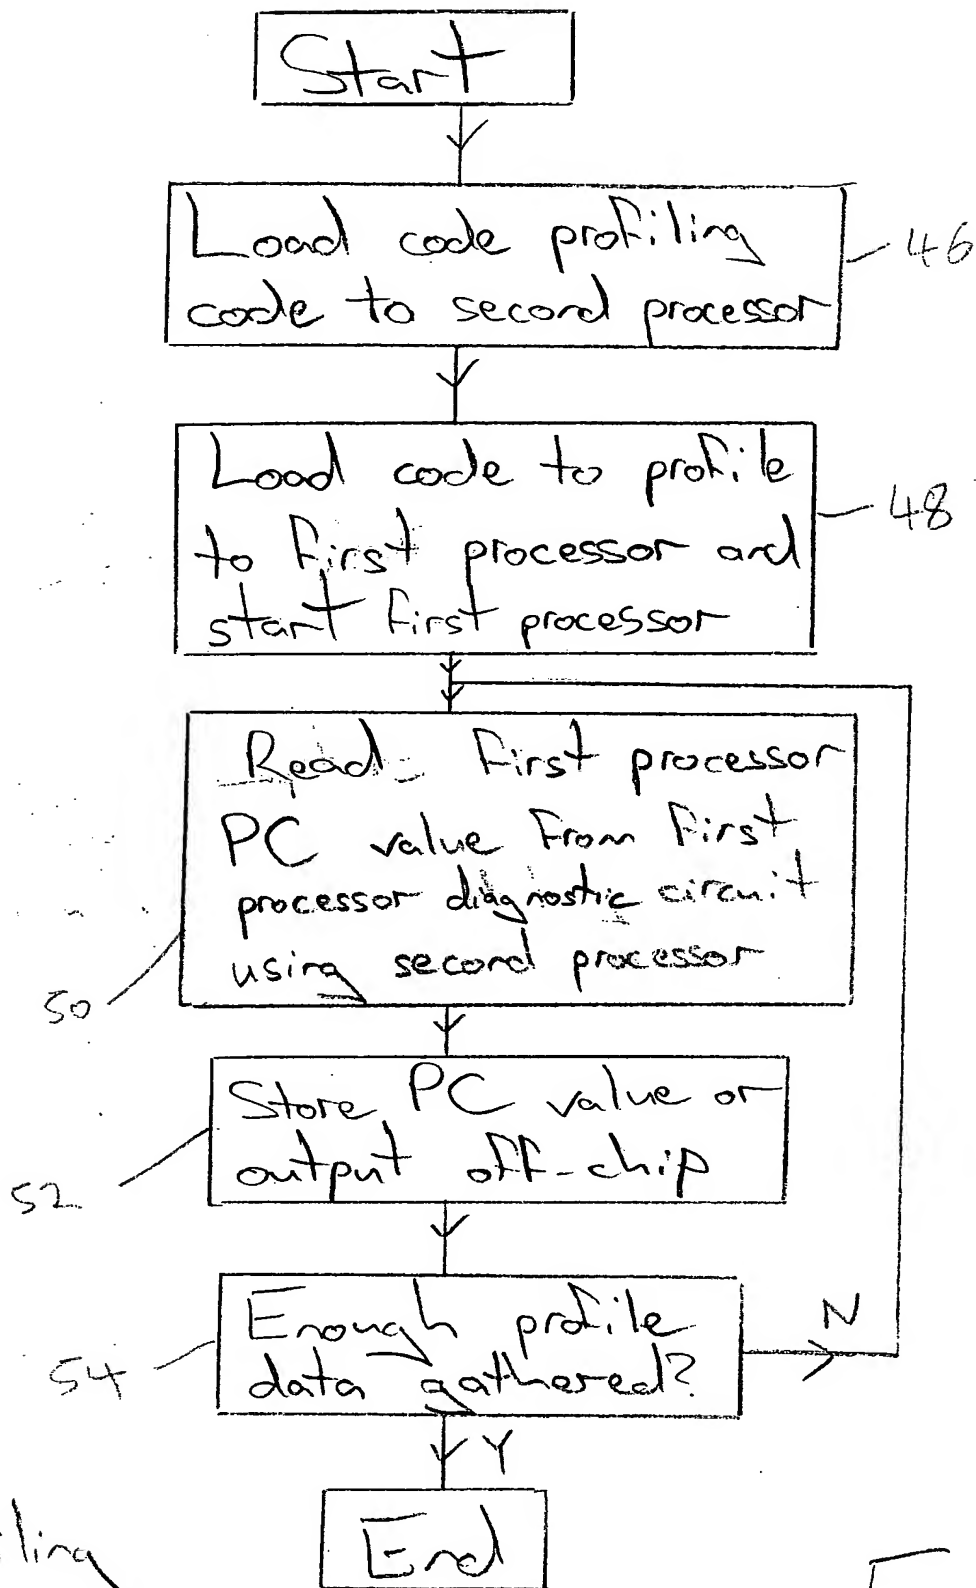 Start
Load code profiling
code to second processor
46
Load code to profile
to first processor and
start first processor
48
Read first processor
PC value from first
processor diagnostic circuit
using second processor
50
Store PC value or
output off-chip
52
Enough profile
data gathered?
54
N
Y
End